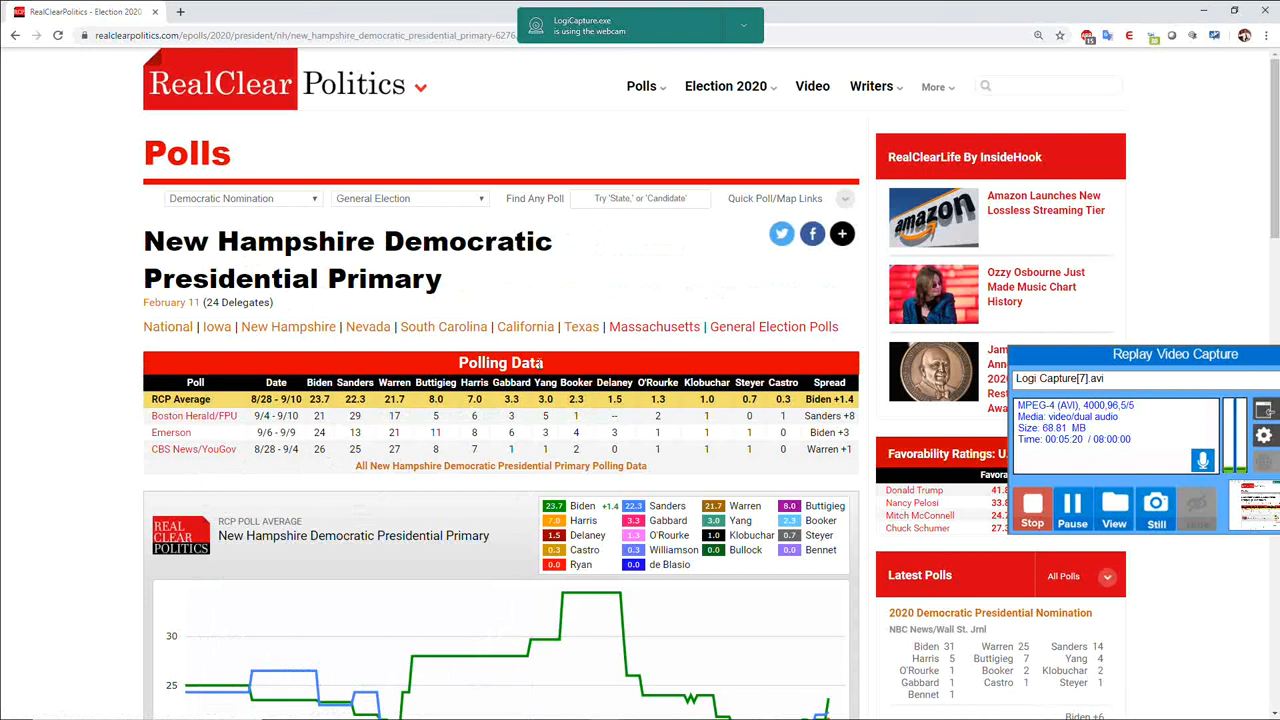 RealClearPolitics - Election 2020
LogiCapture.exe
is using the webcam
realclearpolitics.com/epolls/2020/president/nh/new_hampshire_democratic_presidential_primary-6276.
RealClear Politics
Polls
Election 2020
Video
Writers
More
Polls
Democratic Nomination
General Election
Find Any Poll
Try 'State,' or 'Candidate'
Quick Poll/Map Links
New Hampshire Democratic
Presidential Primary
February 11 (24 Delegates)
National | Iowa | New Hampshire | Nevada | South Carolina | California | Texas | Massachusetts | General Election Polls
Polling Data
Poll Date Biden Sanders Warren Buttigieg Harris Gabbard Yang Booker Delaney O'Rourke Klobuchar Steyer Castro Spread
RCP Average 8/28 - 9/10 23.7 22.3 21.7 8.0 7.0 3.3 3.0 2.3 1.5 1.3 1.0 0.7 0.3 Biden +1.4
Boston Herald/FPU 9/4 - 9/10 21 29 17 5 6 3 5 1 -- 2 1 0 1 Sanders +8
Emerson 9/6 - 9/9 24 13 21 11 8 6 3 4 3 1 1 1 0 Biden +3
CBS News/YouGov 8/28 - 9/4 26 25 27 8 7 1 1 2 0 1 1 1 0 Warren +1
All New Hampshire Democratic Presidential Primary Polling Data
REAL
CLEAR
POLITICS
RCP POLL AVERAGE
New Hampshire Democratic Presidential Primary
23.7 Biden +1.4 22.3 Sanders 21.7 Warren 8.0 Buttigieg
7.0 Harris 3.3 Gabbard 3.0 Yang 2.3 Booker
1.5 Delaney 1.3 O'Rourke 1.0 Klobuchar 0.7 Steyer
0.3 Castro 0.3 Williamson 0.0 Bullock 0.0 Bennet
0.0 Ryan 0.0 de Blasio
30
25
RealClearLife By InsideHook
amazon
Amazon Launches New
Lossless Streaming Tier
Ozzy Osbourne Just
Made Music Chart
History
Jam
Ann
2020
Rea
Awa
Replay Video Capture
Logi Capture[7].avi
MPEG-4 (AVI), 4000,96,5/5
Media: video/dual audio
Size: 68.81 MB
Time: 00:05:20 / 08:00:00
Stop
Pause
View
Still
Favorability Ratings: U.
Favora
Donald Trump 41.8
Nancy Pelosi 33.8
Mitch McConnell 24.7
Chuck Schumer 27.3
Latest Polls
All Polls
2020 Democratic Presidential Nomination
NBC News/Wall St. Jrnl
Biden 31 Warren 25 Sanders 14
Harris 5 Buttigieg 7 Yang 4
O'Rourke 1 Booker 2 Klobuchar 2
Gabbard 1 Castro 1 Steyer 1
Bennet 1
Biden +6